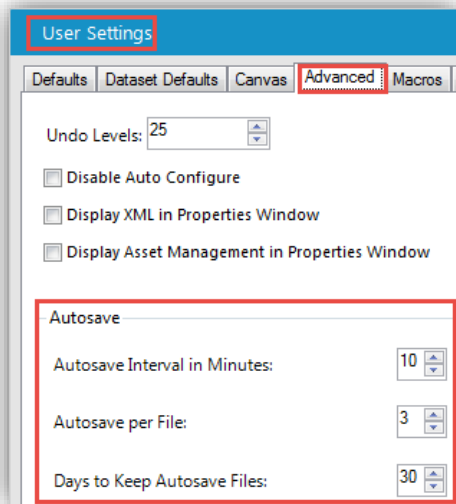 User Settings
Defaults Dataset Defaults Canvas Advanced Macros
Undo Levels: 25
Disable Auto Configure
Display XML in Properties Window
Display Asset Management in Properties Window
Autosave
Autosave Interval in Minutes: 10
Autosave per File: 3
Days to Keep Autosave Files: 30